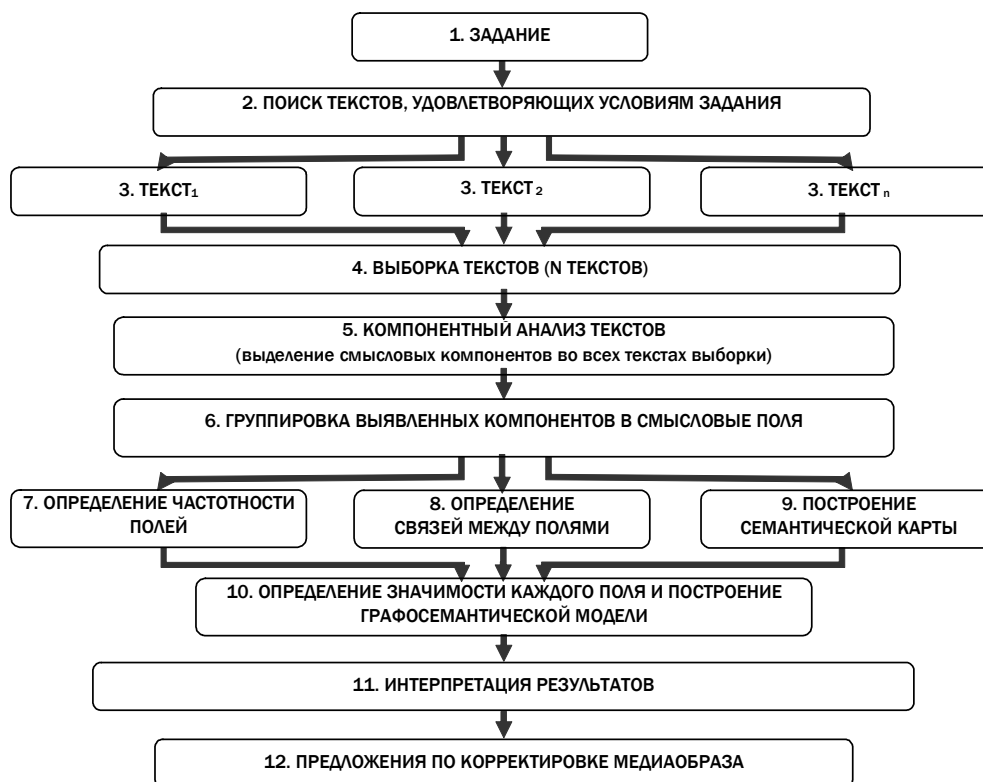 1. ЗАДАНИЕ
2. ПОИСК ТЕКСТОВ, УДОВЛЕТВОРЯЮЩИХ УСЛОВИЯМ ЗАДАНИЯ
3. ТЕКСТ₁
3. ТЕКСТ ₂
3. ТЕКСТ ₙ
4. ВЫБОРКА ТЕКСТОВ (N ТЕКСТОВ)
5. КОМПОНЕНТНЫЙ АНАЛИЗ ТЕКСТОВ
(выделение смысловых компонентов во всех текстах выборки)
6. ГРУППИРОВКА ВЫЯВЛЕННЫХ КОМПОНЕНТОВ В СМЫСЛОВЫЕ ПОЛЯ
7. ОПРЕДЕЛЕНИЕ ЧАСТОТНОСТИ
ПОЛЕЙ
8. ОПРЕДЕЛЕНИЕ
СВЯЗЕЙ МЕЖДУ ПОЛЯМИ
9. ПОСТРОЕНИЕ
СЕМАНТИЧЕСКОЙ КАРТЫ
10. ОПРЕДЕЛЕНИЕ ЗНАЧИМОСТИ КАЖДОГО ПОЛЯ И ПОСТРОЕНИЕ
ГРАФОСЕМАНТИЧЕСКОЙ МОДЕЛИ
11. ИНТЕРПРЕТАЦИЯ РЕЗУЛЬТАТОВ
12. ПРЕДЛОЖЕНИЯ ПО КОРРЕКТИРОВКЕ МЕДИАОБРАЗА